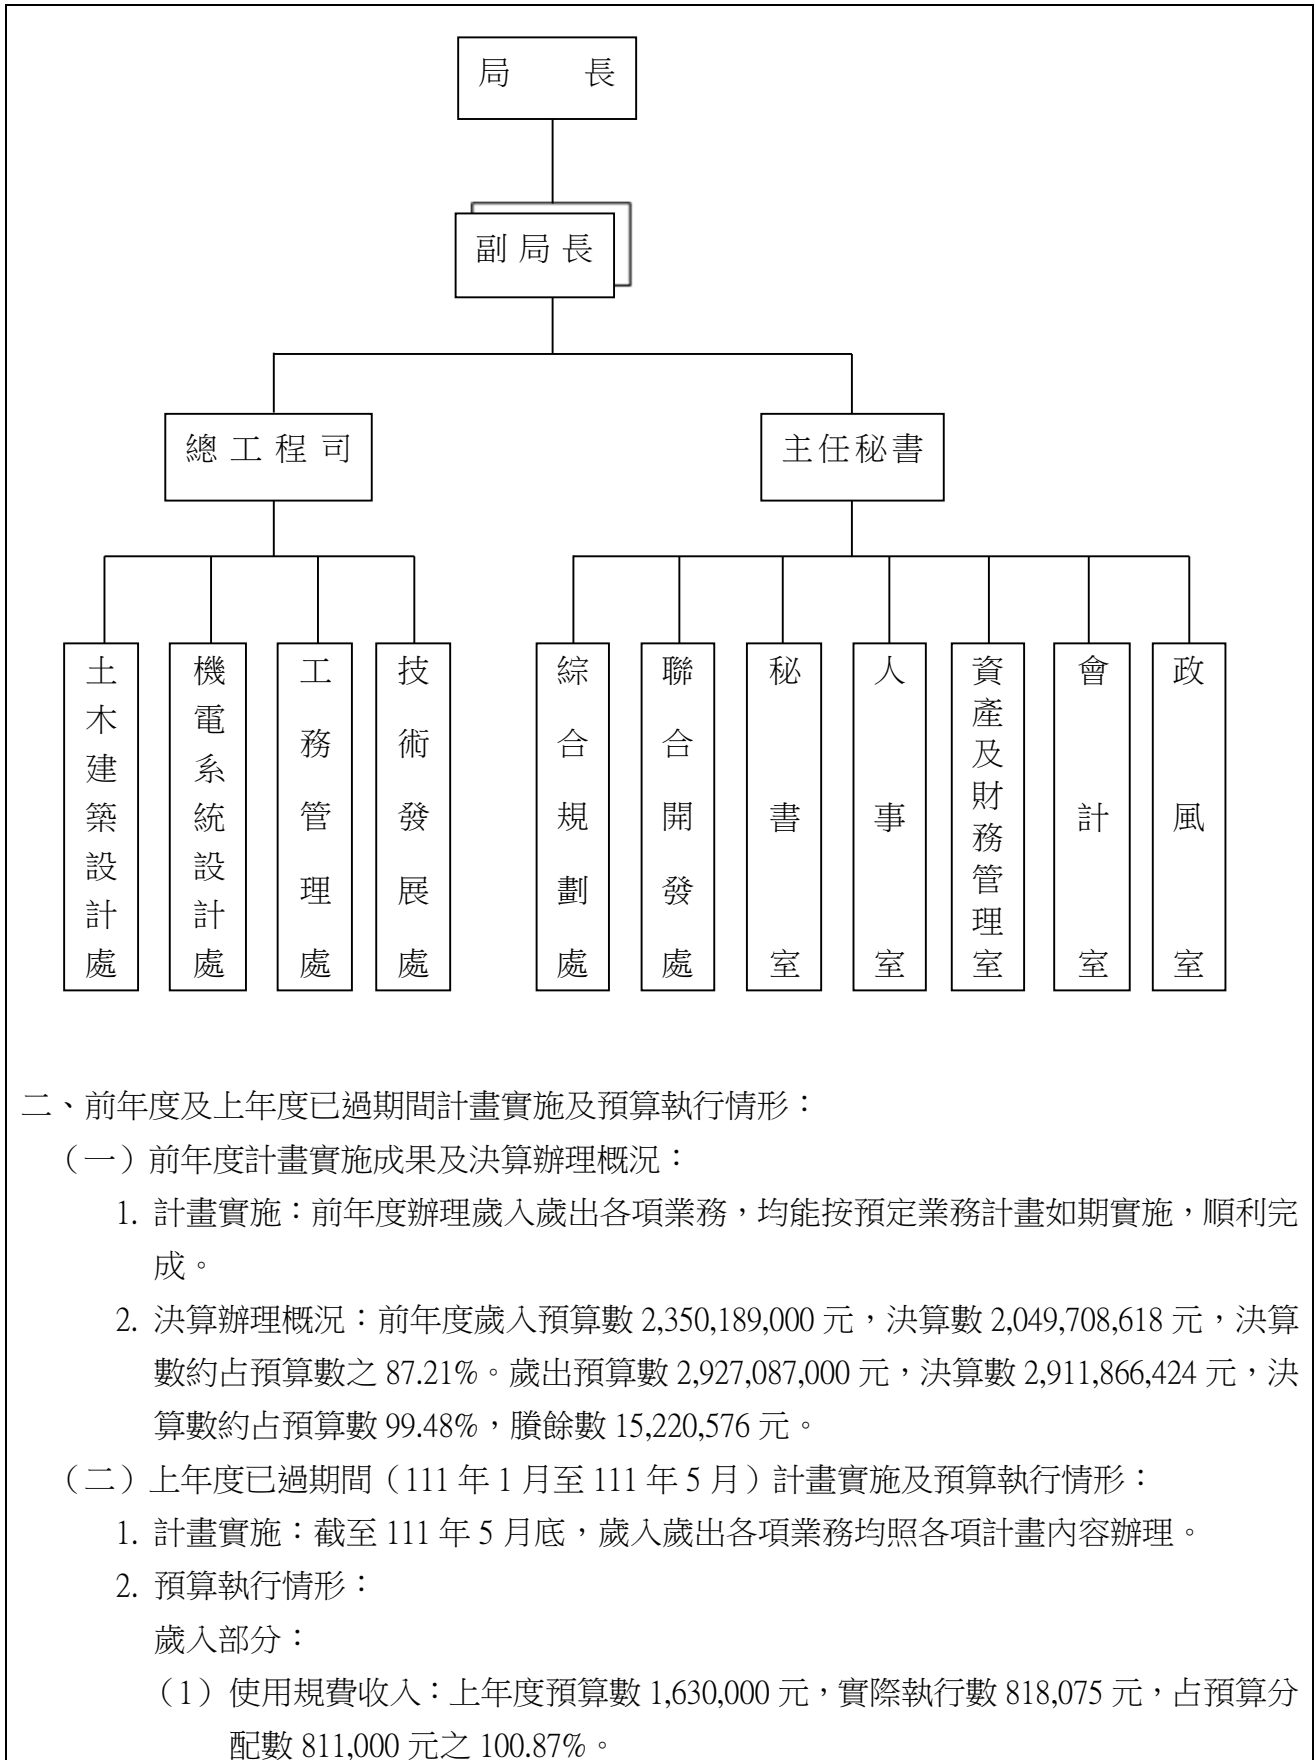 局長
副局長
總工程司
主任秘書
土木建築設計處
機電系統設計處
工務管理處
技術發展處
綜合規劃處
聯合開發處
秘書室
人事室
資產及財務管理室
會計室
政風室
二、前年度及上年度已過期間計畫實施及預算執行情形：
（一）前年度計畫實施成果及決算辦理概況：
1. 計畫實施：前年度辦理歲入歲出各項業務，均能按預定業務計畫如期實施，順利完
成。
2. 決算辦理概況：前年度歲入預算數 2,350,189,000 元，決算數 2,049,708,618 元，決算
數約占預算數之 87.21%。歲出預算數 2,927,087,000 元，決算數 2,911,866,424 元，決
算數約占預算數 99.48%，賸餘數 15,220,576 元。
（二）上年度已過期間（111 年 1 月至 111 年 5 月）計畫實施及預算執行情形：
1. 計畫實施：截至 111 年 5 月底，歲入歲出各項業務均照各項計畫內容辦理。
2. 預算執行情形：
歲入部分：
（1）使用規費收入：上年度預算數 1,630,000 元，實際執行數 818,075 元，占預算分
配數 811,000 元之 100.87%。